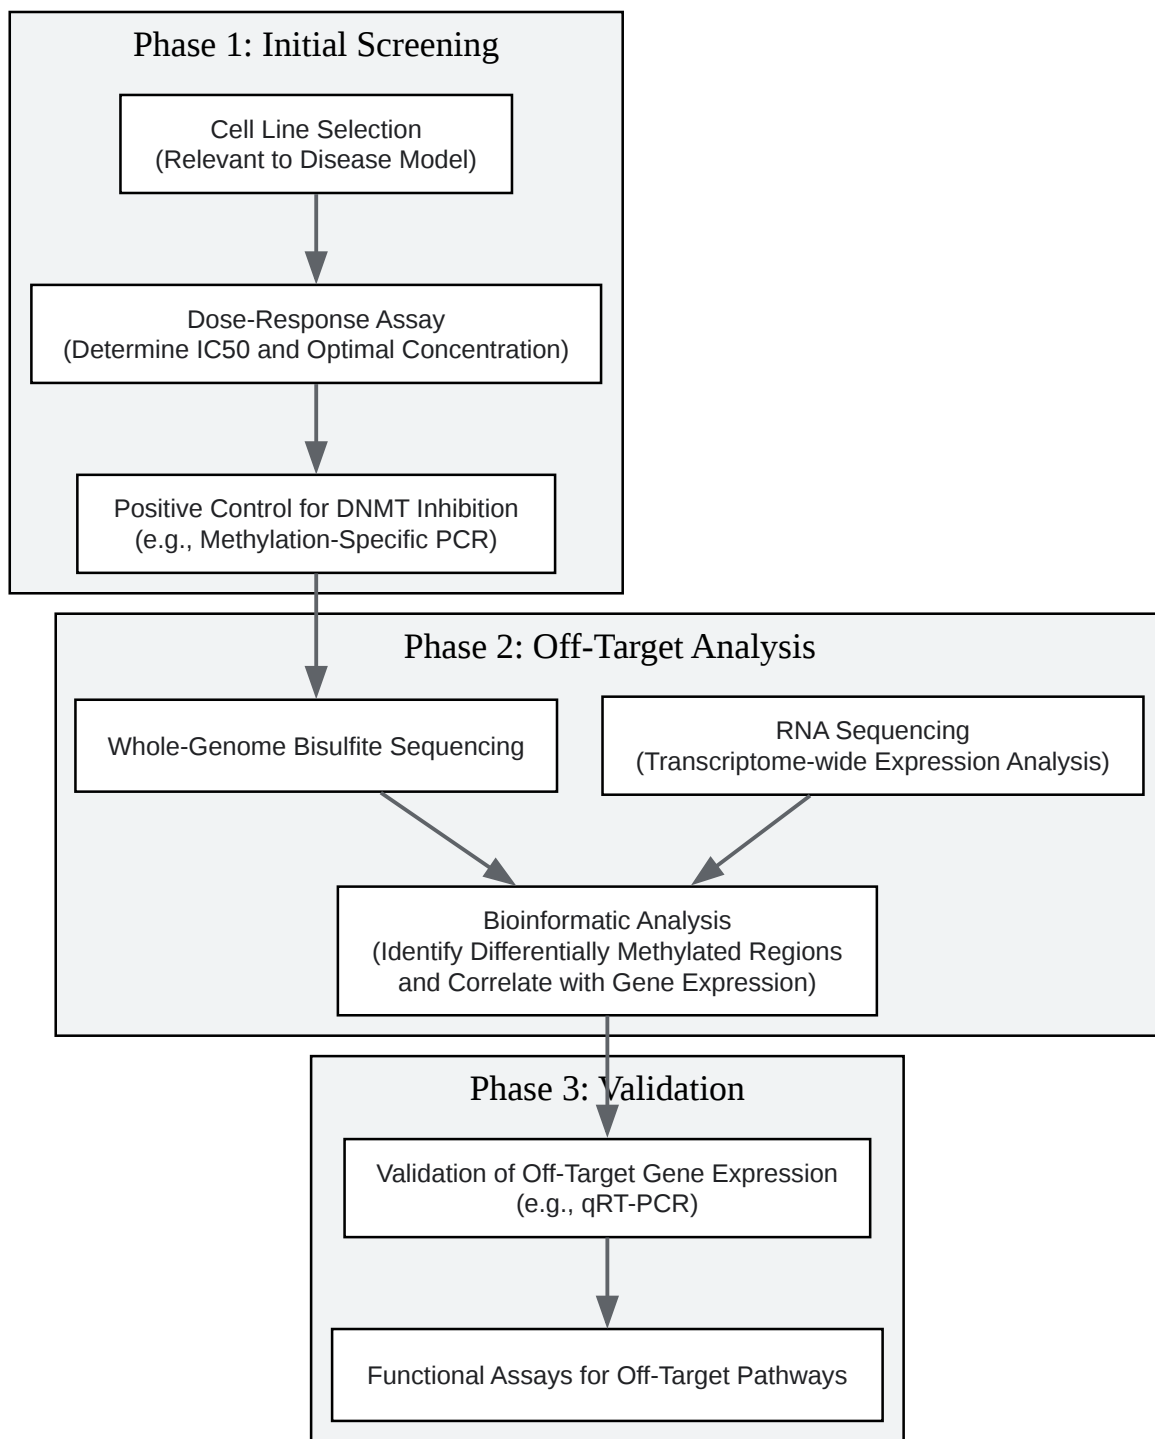 Phase 1: Initial Screening
Cell Line Selection
(Relevant to Disease Model)
Dose-Response Assay
(Determine IC50 and Optimal Concentration)
Positive Control for DNMT Inhibition
(e.g., Methylation-Specific PCR)
Phase 2: Off-Target Analysis
Whole-Genome Bisulfite Sequencing
RNA Sequencing
(Transcriptome-wide Expression Analysis)
Bioinformatic Analysis
(Identify Differentially Methylated Regions
and Correlate with Gene Expression)
Phase 3: Validation
Validation of Off-Target Gene Expression
(e.g., qRT-PCR)
Functional Assays for Off-Target Pathways